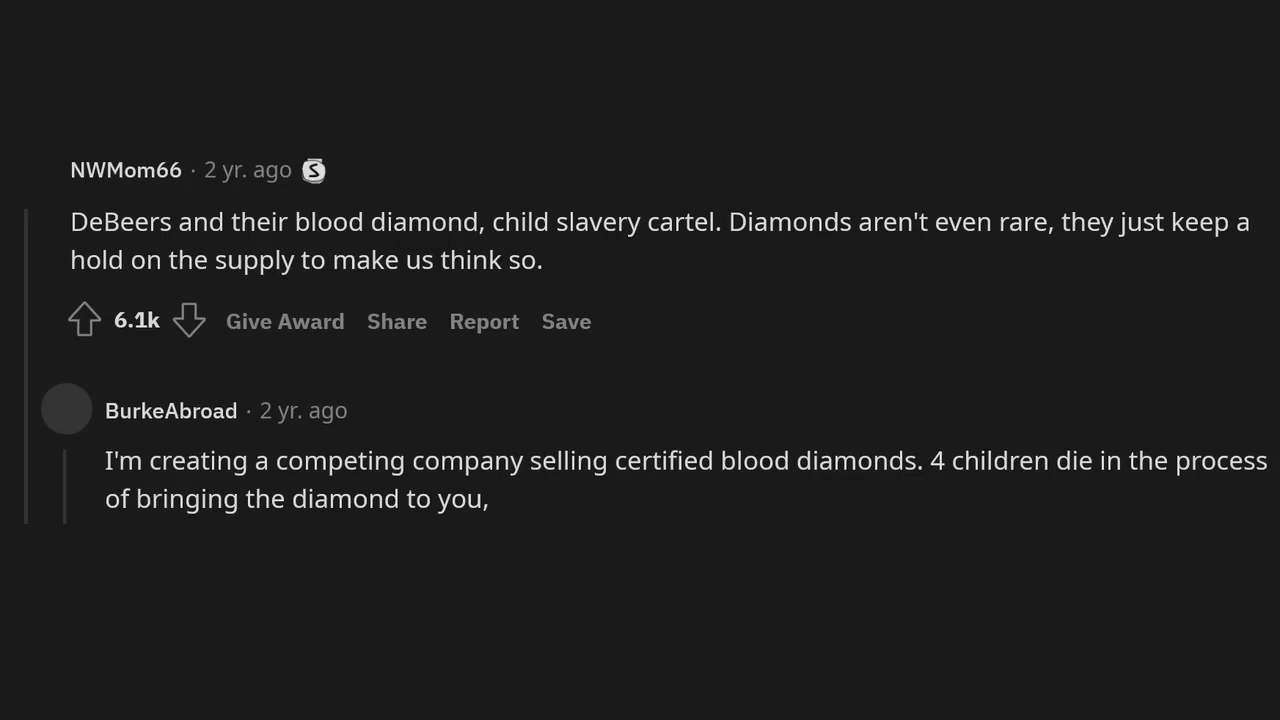 NWMom66 · 2 yr. ago S
DeBeers and their blood diamond, child slavery cartel. Diamonds aren't even rare, they just keep a
hold on the supply to make us think so.
6.1k Give Award Share Report Save
BurkeAbroad · 2 yr. ago
I'm creating a competing company selling certified blood diamonds. 4 children die in the process
of bringing the diamond to you,